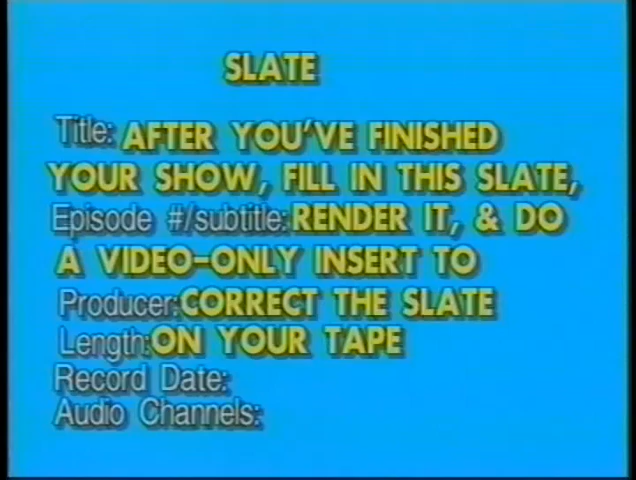 SLATE
Title: AFTER YOU'VE FINISHED
YOUR SHOW, FILL IN THIS SLATE,
Episode #/subtitle: RENDER IT, & DO
A VIDEO-ONLY INSERT TO
Producer: CORRECT THE SLATE
Length: ON YOUR TAPE
Record Date:
Audio Channels: